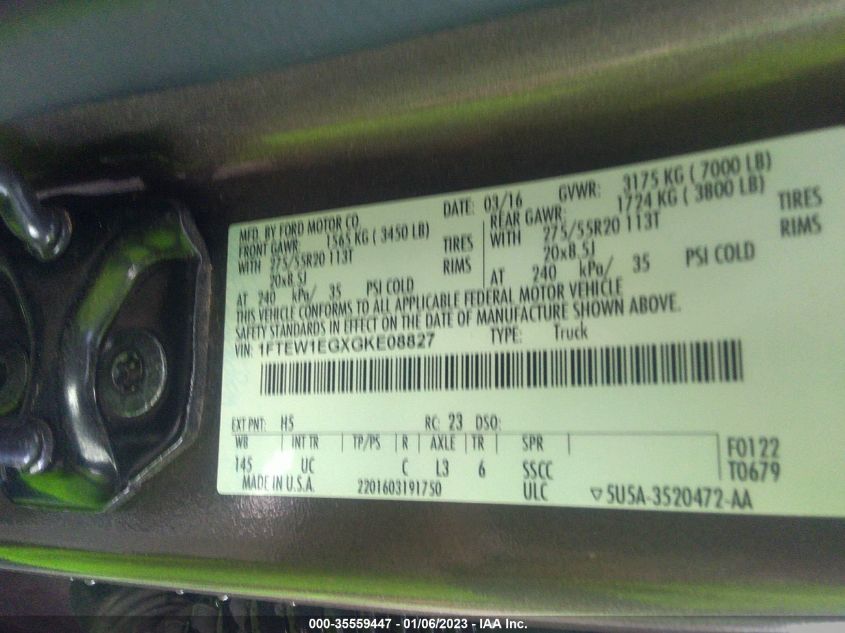 MFD. BY FORD MOTOR CO. DATE: 03/16 GVWR: 3175 KG ( 7000 LB)
FRONT GAWR: 1565 KG ( 3450 LB) REAR GAWR: 1724 KG ( 3800 LB)
WITH 275/55R20 113T TIRES WITH 275/55R20 113T TIRES
20x8.5J RIMS 20x8.5J RIMS
AT 240 kPa/ 35 PSI COLD AT 240 kPa/ 35 PSI COLD
THIS VEHICLE CONFORMS TO ALL APPLICABLE FEDERAL MOTOR VEHICLE
SAFETY STANDARDS IN EFFECT ON THE DATE OF MANUFACTURE SHOWN ABOVE.
VIN: 1FTEW1EGXGKE08827 TYPE: Truck
EXT PNT: H5 RC: 23 DSO:
WB INT TR TP/PS R AXLE TR SPR F0122
145 UC C L3 6 SSCC T0679
MADE IN U.S.A. 2201603191750 ULC ▽5U5A-3520472-AA
000-35559447 - 01/06/2023 - IAA Inc.